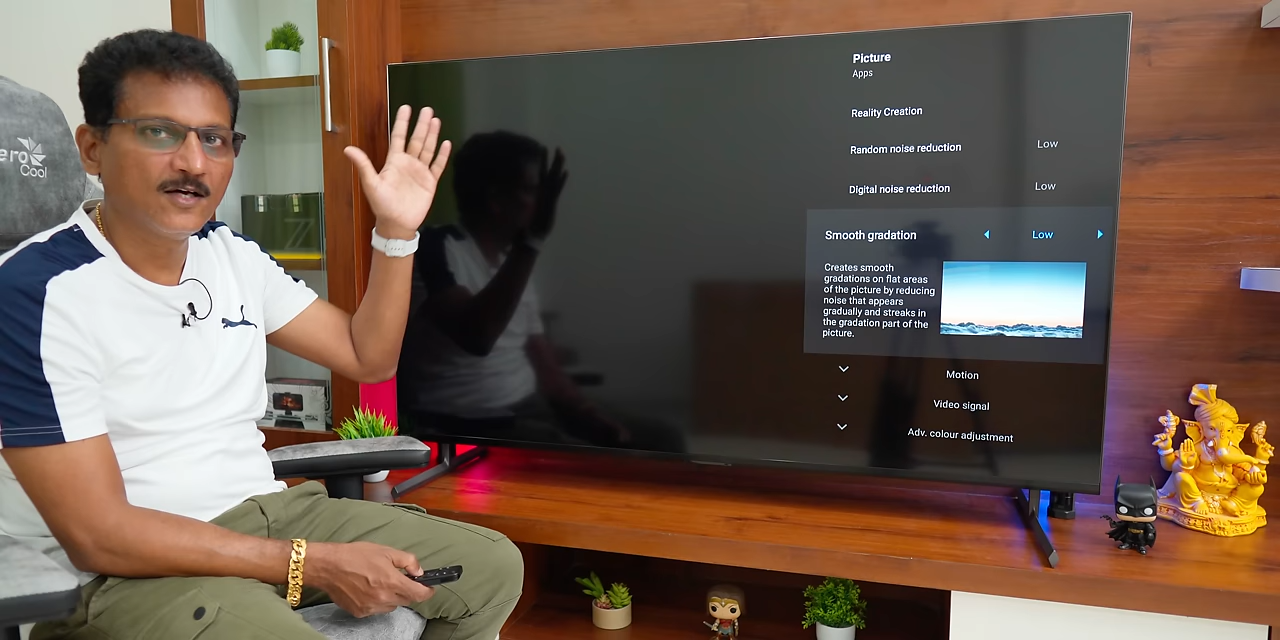 ero
Cool
Picture
Apps
Reality Creation
Random noise reduction Low
Digital noise reduction Low
Smooth gradation Low
Creates smooth
gradations on flat areas
of the picture by reducing
noise that appears
gradually and streaks in
the gradation part of the
picture.
Motion
Video signal
Adv. colour adjustment